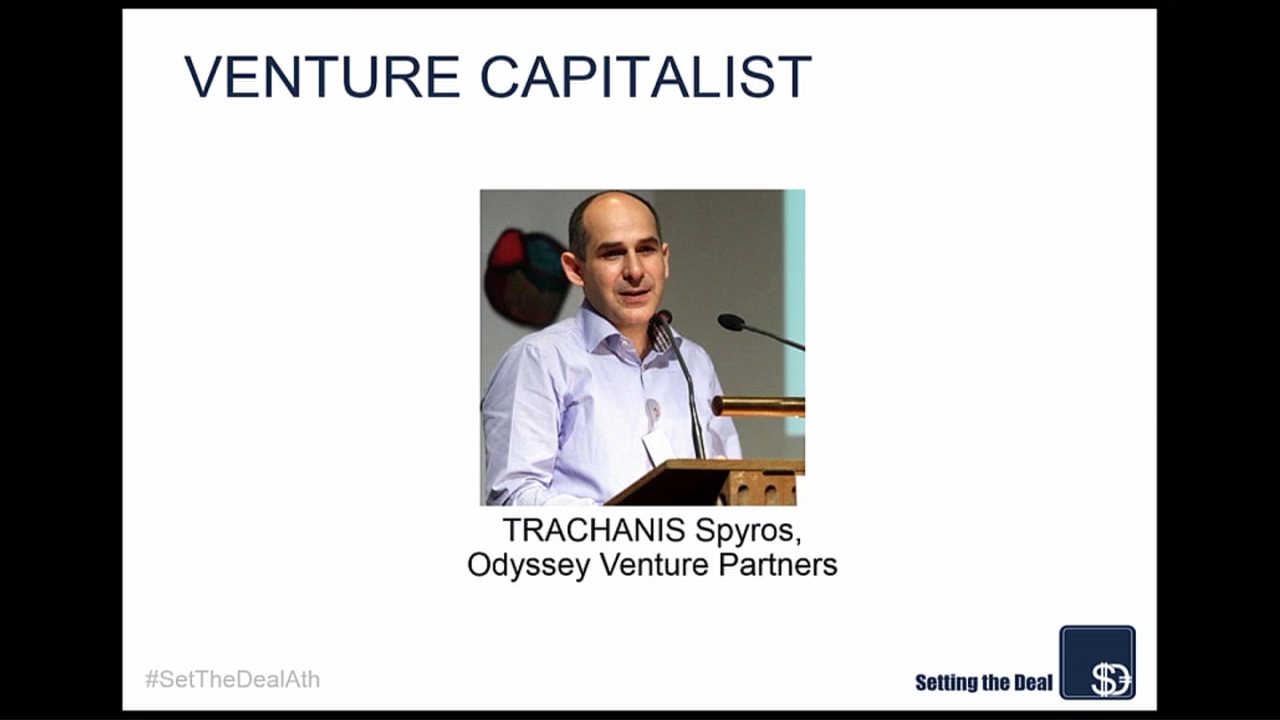 VENTURE CAPITALIST
TRACHANIS Spyros,
Odyssey Venture Partners
#SetTheDealAth
Setting the Deal